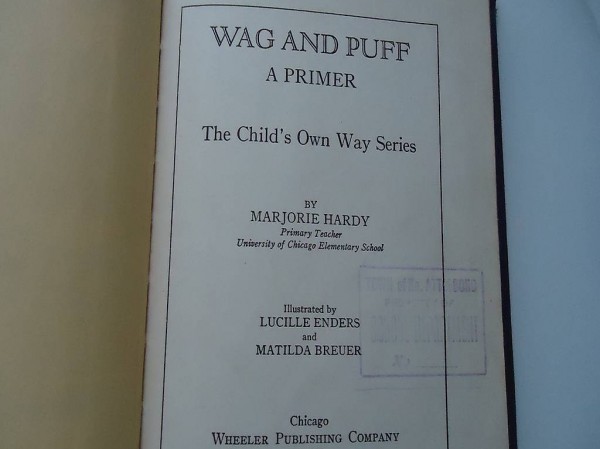 WAG AND PUFF
A PRIMER
The Child's Own Way Series
BY
MARJORIE HARDY
Primary Teacher
University of Chicago Elementary School
Illustrated by
LUCILLE ENDERS
and
MATILDA BREUER
Chicago
WHEELER PUBLISHING COMPANY